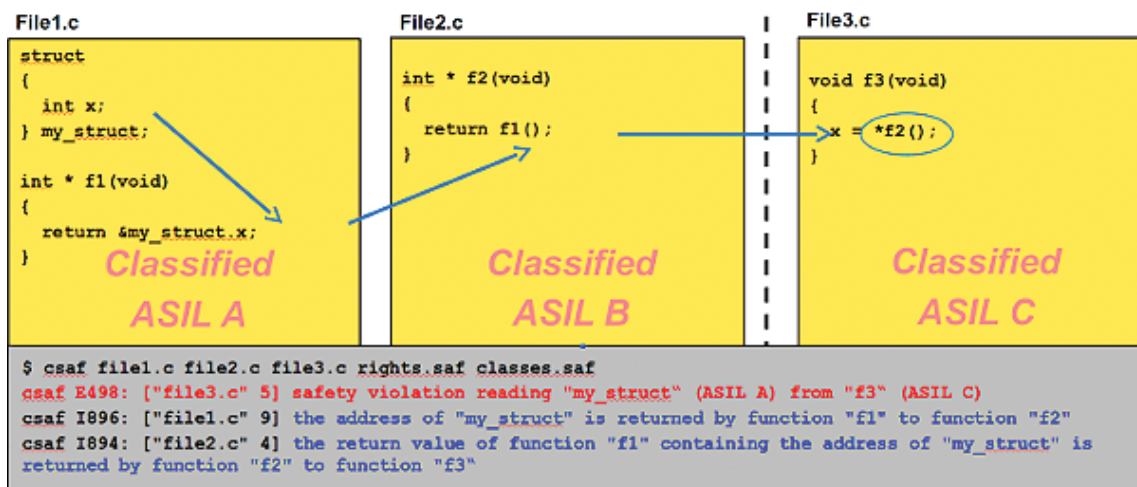 File1.c
struct
{
int x;
} my_struct;
int * f1(void)
{
return &my_struct.x;
}
Classified
ASIL A
File2.c
int * f2(void)
{
return f1();
}
Classified
ASIL B
File3.c
void f3(void)
{
x = *f2();
}
Classified
ASIL C
$ csaf file1.c file2.c file3.c rights.saf classes.saf
csaf E498: ["file3.c" 5] safety violation reading "my_struct“ (ASIL A) from "f3“ (ASIL C)
csaf I896: ["file1.c" 9] the address of "my_struct" is returned by function "f1" to function "f2"
csaf I894: ["file2.c" 4] the return value of function "f1" containing the address of "my_struct" is
returned by function "f2" to function "f3“